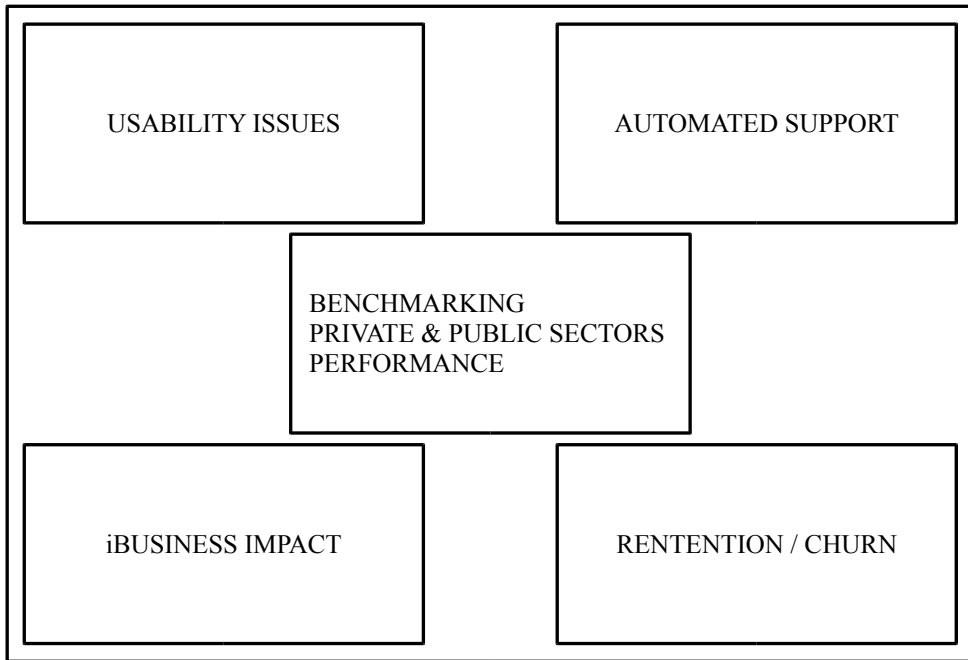 USABILITY ISSUES
AUTOMATED SUPPORT
BENCHMARKING
PRIVATE & PUBLIC SECTORS
PERFORMANCE
iBUSINESS IMPACT
RENTENTION / CHURN